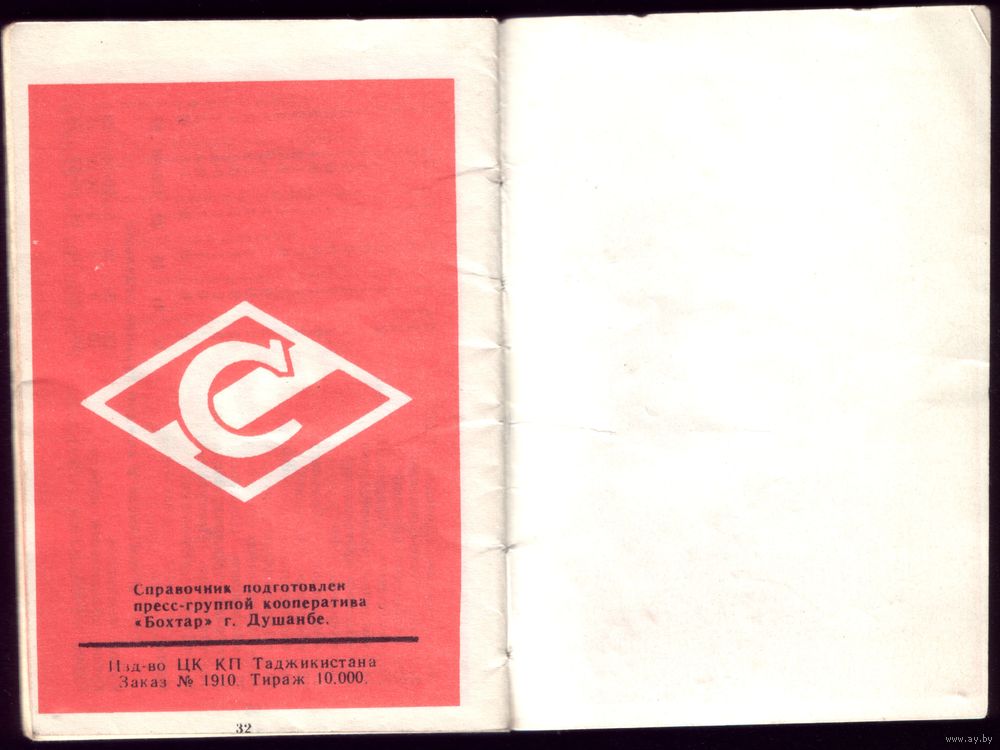 С
Справочник подготовлен
пресс-группой кооператива
«Бохтар» г. Душанбе.
Изд-во ЦК КП Таджикистана
Заказ № 1910. Тираж 10.000.
32
www.ay.by